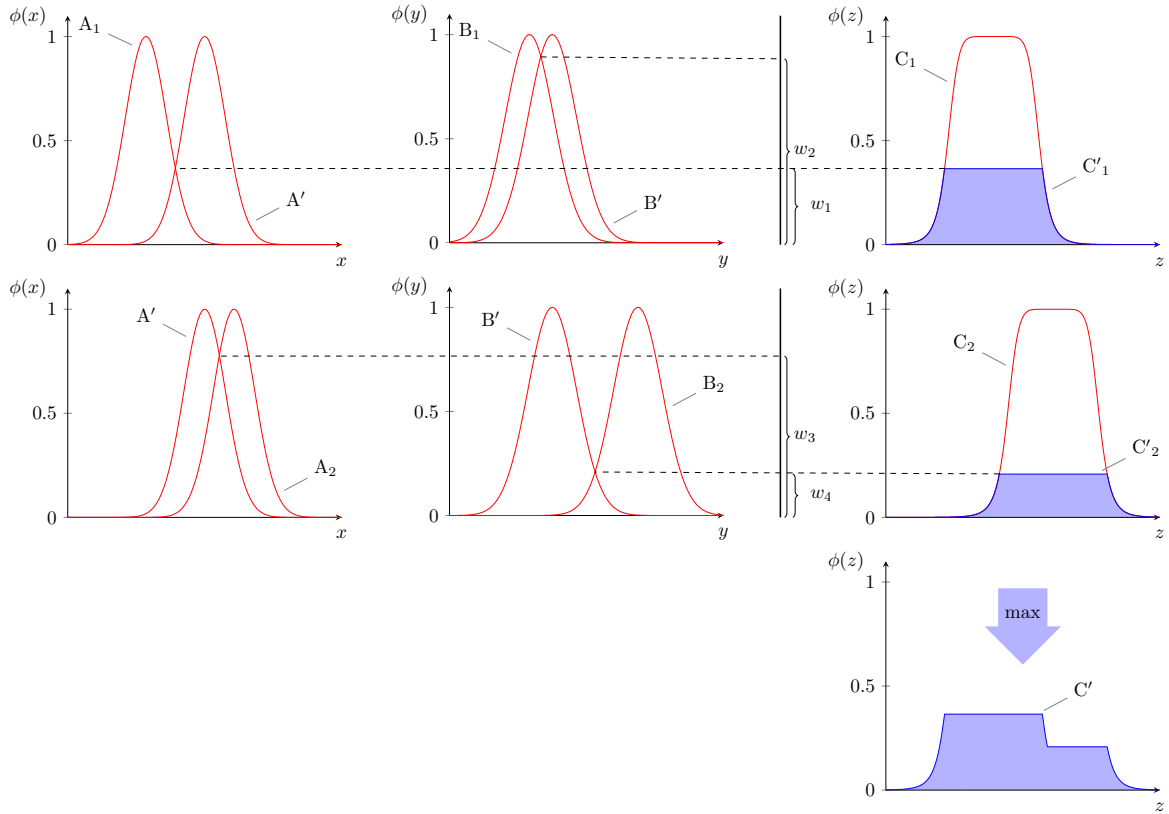 ϕ(x)
1
0.5
0
x
A₁
A′
ϕ(y)
1
0.5
0
y
B₁
B′
w₂
w₁
ϕ(z)
1
0.5
0
z
C₁
C′₁
ϕ(x)
1
0.5
0
x
A′
A₂
ϕ(y)
1
0.5
0
y
B′
B₂
w₃
w₄
ϕ(z)
1
0.5
0
z
C₂
C′₂
ϕ(z)
1
0.5
0
z
max
C′